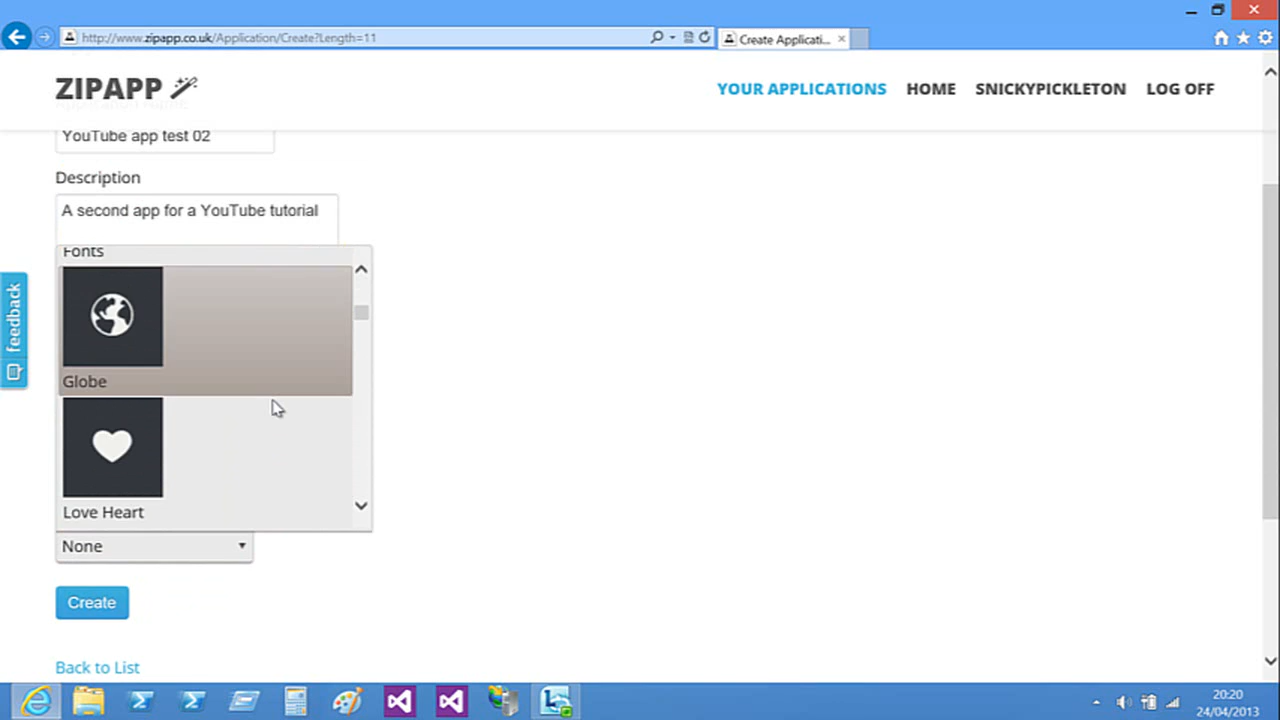 http://www.zipapp.co.uk/Application/Create?Length=11
Create Applicati...
ZIPAPP
YOUR APPLICATIONS
HOME
SNICKYPICKLETON
LOG OFF
Application Name
YouTube app test 02
Description
A second app for a YouTube tutorial
feedback
Fonts
Globe
Love Heart
None
Create
Back to List
20:20
24/04/2013